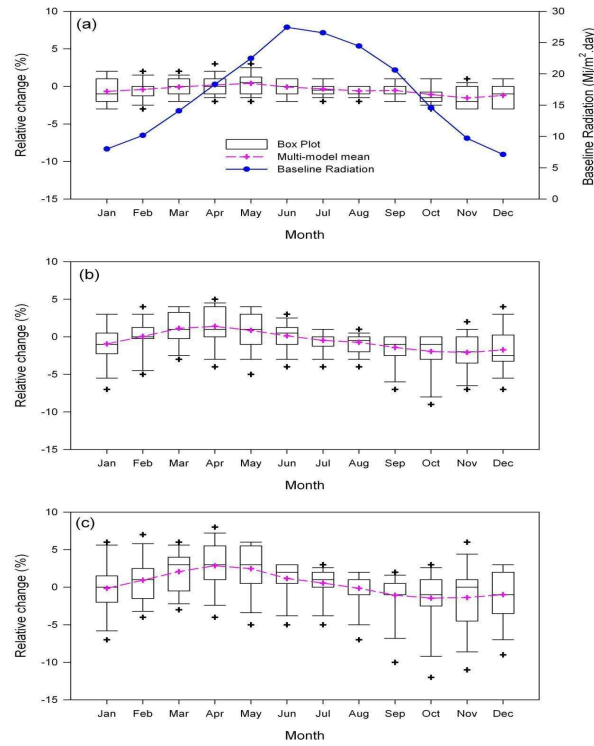 (a)
10
5
0
-5
-10
-15
Relative change (%)
30
25
20
15
10
5
0
Baseline Radiation (Mj/m².day)
Box Plot
Multi-model mean
Baseline Radiation
Jan Feb Mar Apr May Jun Jul Aug Sep Oct Nov Dec
Month
(b)
10
5
0
-5
-10
-15
Relative change (%)
Jan Feb Mar Apr May Jun Jul Aug Sep Oct Nov Dec
Month
(c)
10
5
0
-5
-10
-15
Relative change (%)
Jan Feb Mar Apr May Jun Jul Aug Sep Oct Nov Dec
Month